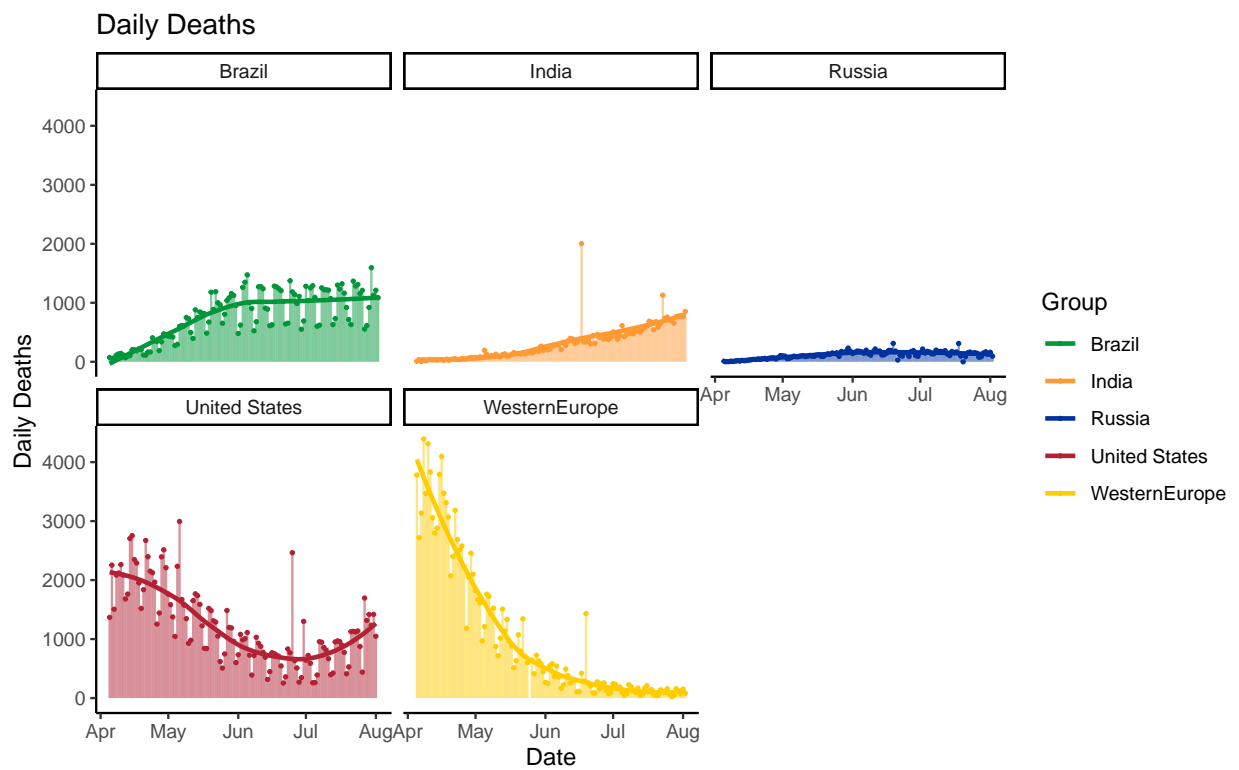 Daily Deaths
Brazil
India
Russia
4000
3000
2000
1000
0
Apr May Jun Jul Aug
United States
WesternEurope
4000
3000
2000
1000
0
Apr May Jun Jul Aug
Apr May Jun Jul Aug
Date
Daily Deaths
Group
Brazil
India
Russia
United States
WesternEurope